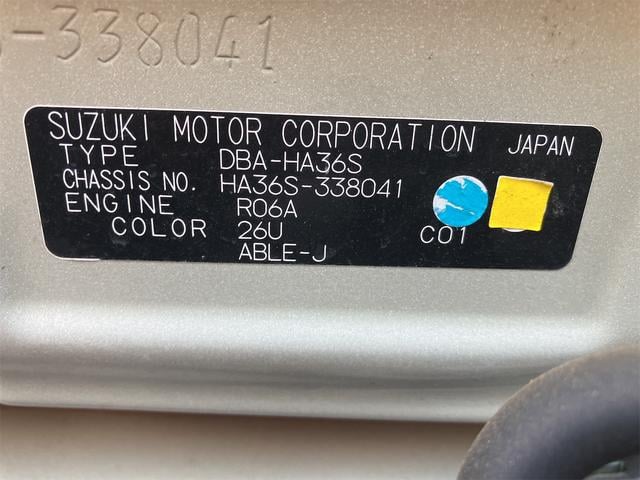 -338041
SUZUKI MOTOR CORPORATION JAPAN
TYPE DBA-HA36S
CHASSIS NO. HA36S-338041
ENGINE R06A
COLOR 26U C01
ABLE-J